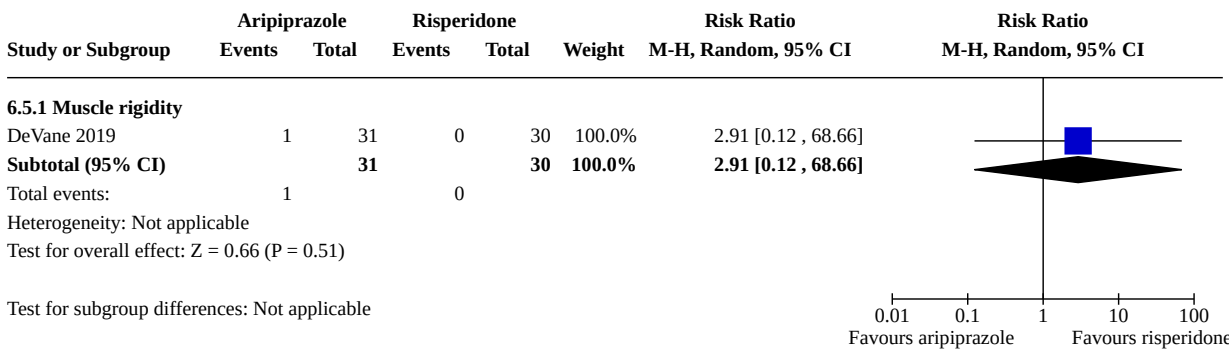 Aripiprazole Risperidone Risk Ratio Risk Ratio
Study or Subgroup Events Total Events Total Weight M-H, Random, 95% CI M-H, Random, 95% CI
6.5.1 Muscle rigidity
DeVane 2019 1 31 0 30 100.0% 2.91 [0.12 , 68.66]
Subtotal (95% CI) 31 30 100.0% 2.91 [0.12 , 68.66]
Total events: 1 0
Heterogeneity: Not applicable
Test for overall effect: Z = 0.66 (P = 0.51)
Test for subgroup differences: Not applicable
0.01 0.1 1 10 100
Favours aripiprazole Favours risperidone